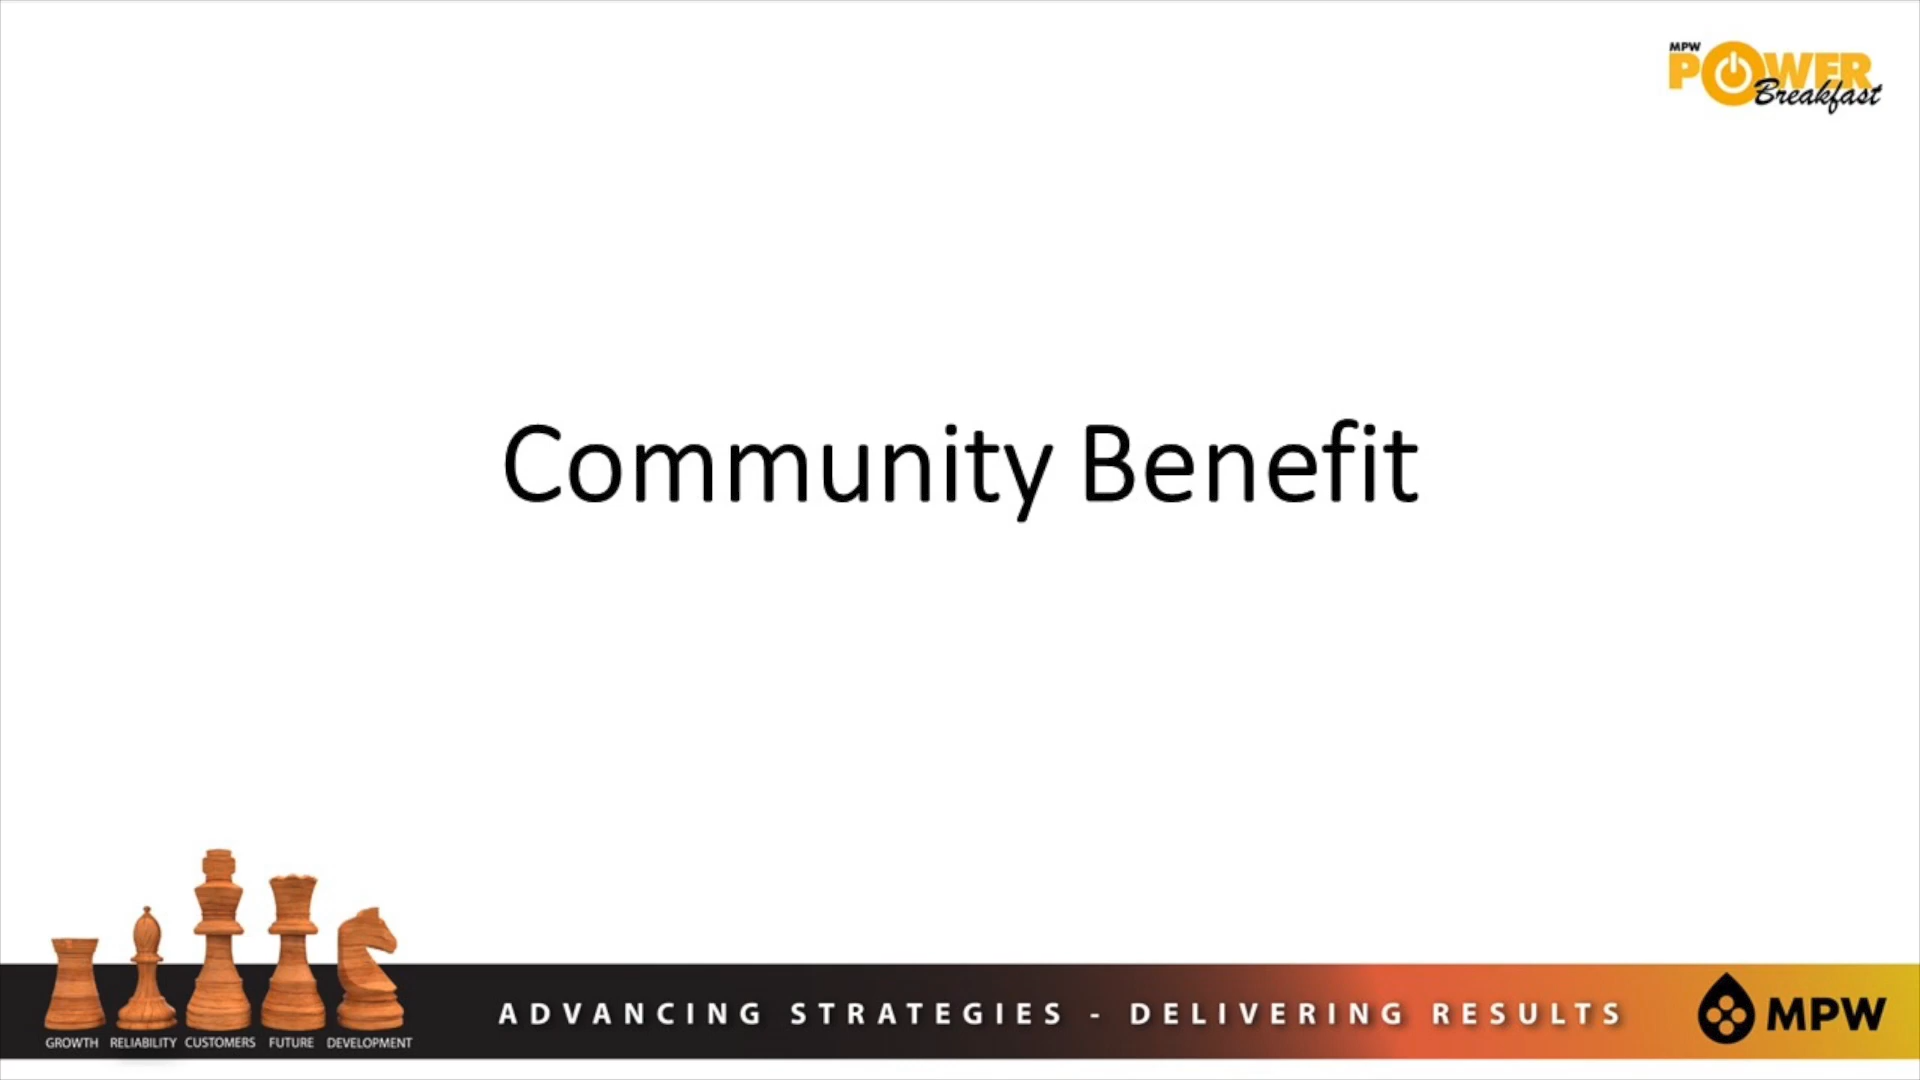 MPW
POWER
Breakfast
Community Benefit
ADVANCING STRATEGIES - DELIVERING RESULTS
MPW
GROWTH RELIABILITY CUSTOMERS FUTURE DEVELOPMENT